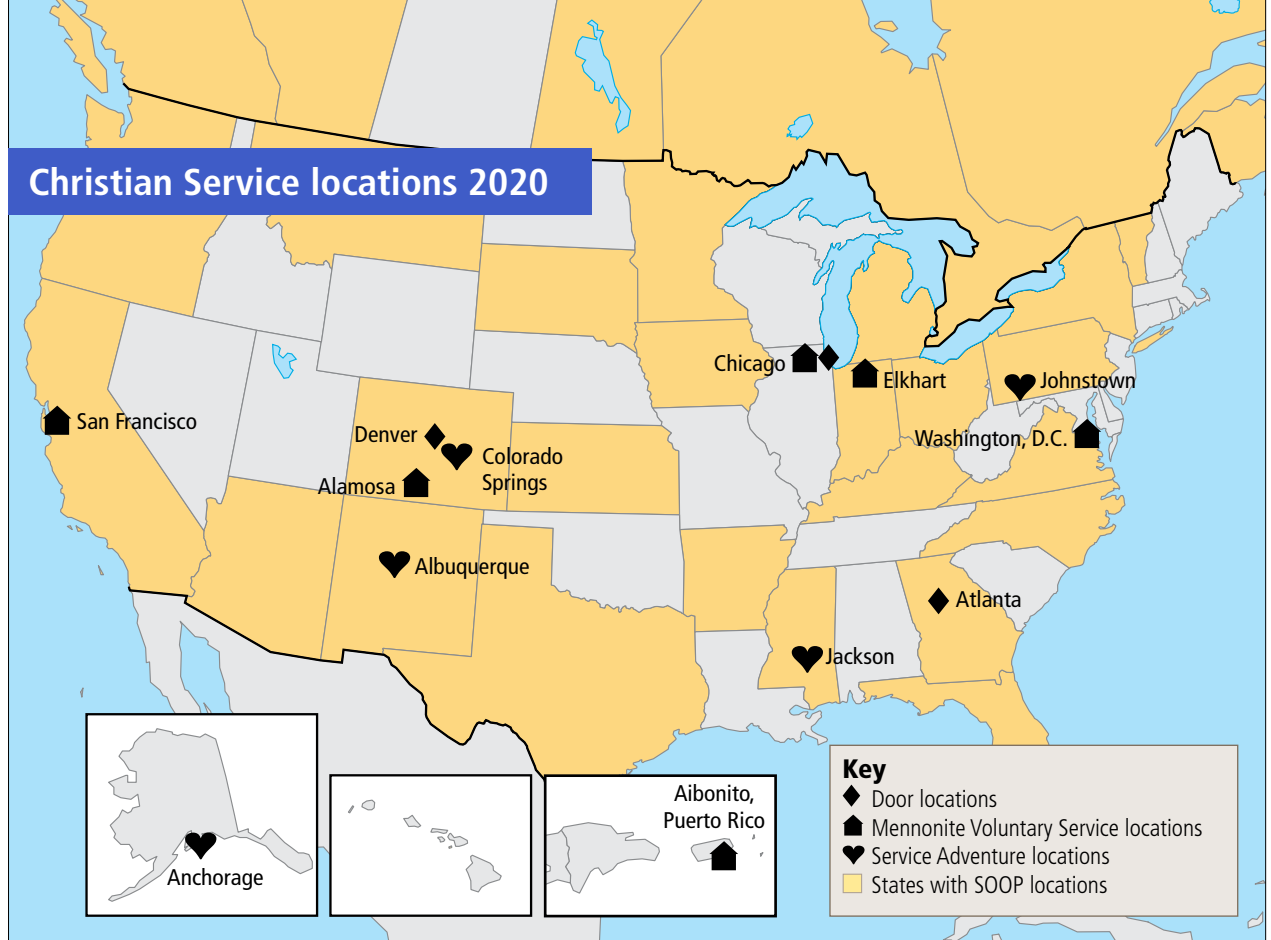 Christian Service locations 2020
Chicago
Elkhart
Johnstown
San Francisco
Denver
Washington, D.C.
Colorado
Springs
Alamosa
Albuquerque
Atlanta
Jackson
Anchorage
Aibonito,
Puerto Rico
Key
Door locations
Mennonite Voluntary Service locations
Service Adventure locations
States with SOOP locations